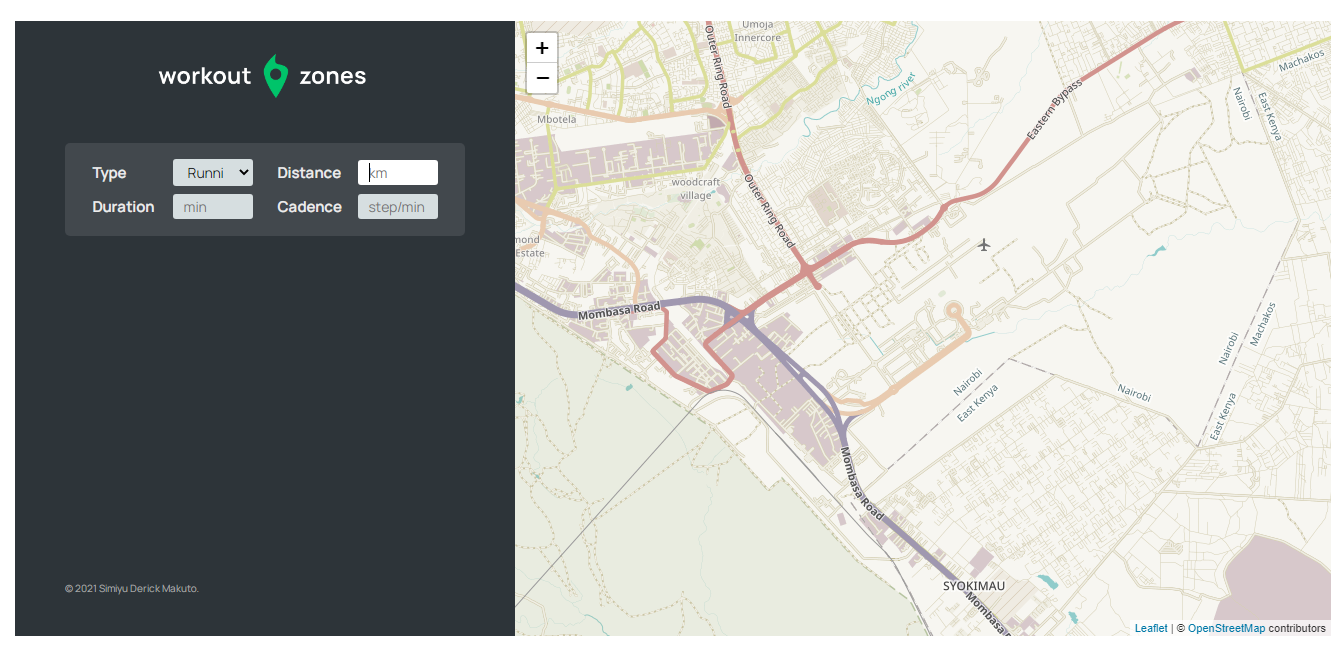 workout zones
Type Runni Distance km
Duration min Cadence step/min
© 2021 Simiyu Derick Makuto.
+
−
Umoja
Innercore
Outer Ring Road
Machakos
Ngong river
Nairobi
East Kenya
Eastern Bypass
Mbotela
woodcraft
village
Outer Ring Road
mond
Estate
Mombasa Road
Nairobi
Machakos
Nairobi
East Kenya
Nairobi
East Kenya
Mombasa Road
SYOKIMAU
Mombasa R
Leaflet | © OpenStreetMap contributors